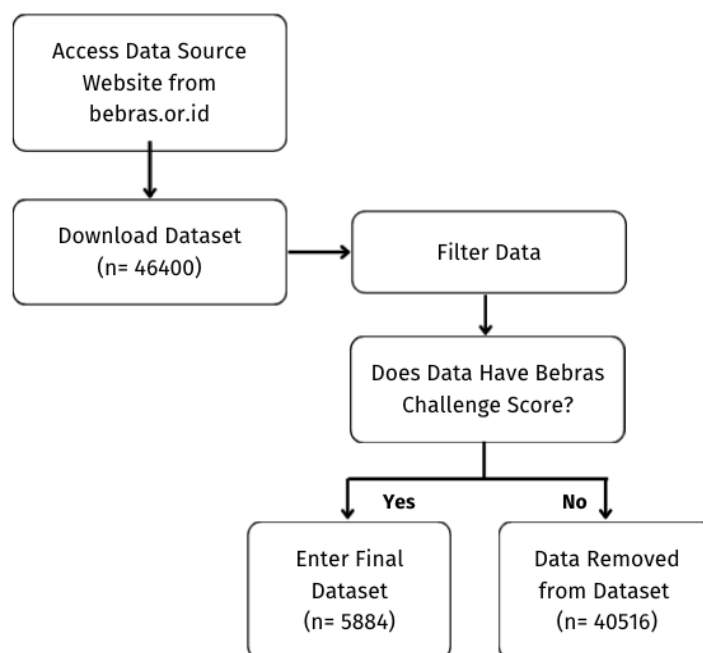 Access Data Source
Website from
bebras.or.id
Download Dataset
(n= 46400)
Filter Data
Does Data Have Bebras
Challenge Score?
Yes
No
Enter Final
Dataset
(n= 5884)
Data Removed
from Dataset
(n= 40516)